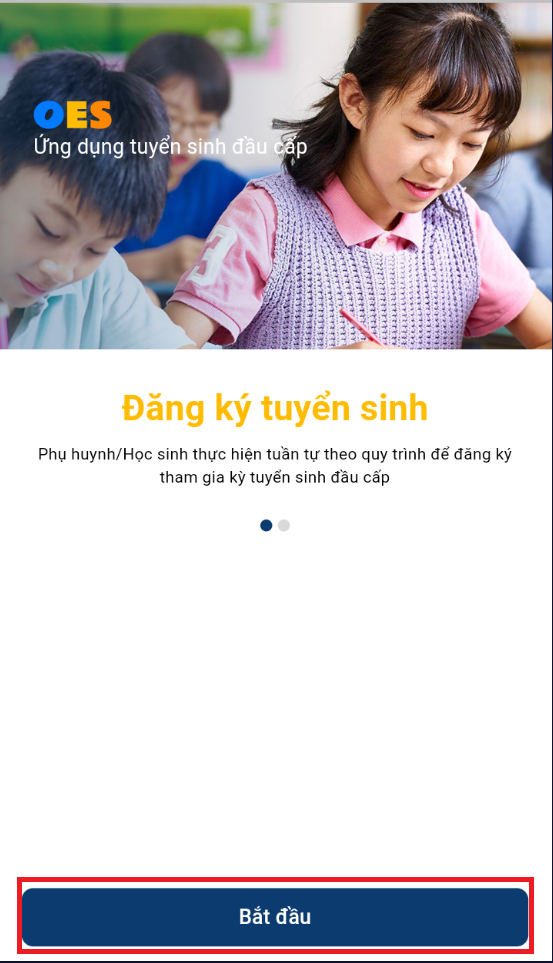 OES
Ứng dụng tuyển sinh đầu cấp
3
Đăng ký tuyển sinh
Phụ huynh/Học sinh thực hiện tuần tự theo quy trình để đăng ký
tham gia kỳ tuyển sinh đầu cấp
Bắt đầu